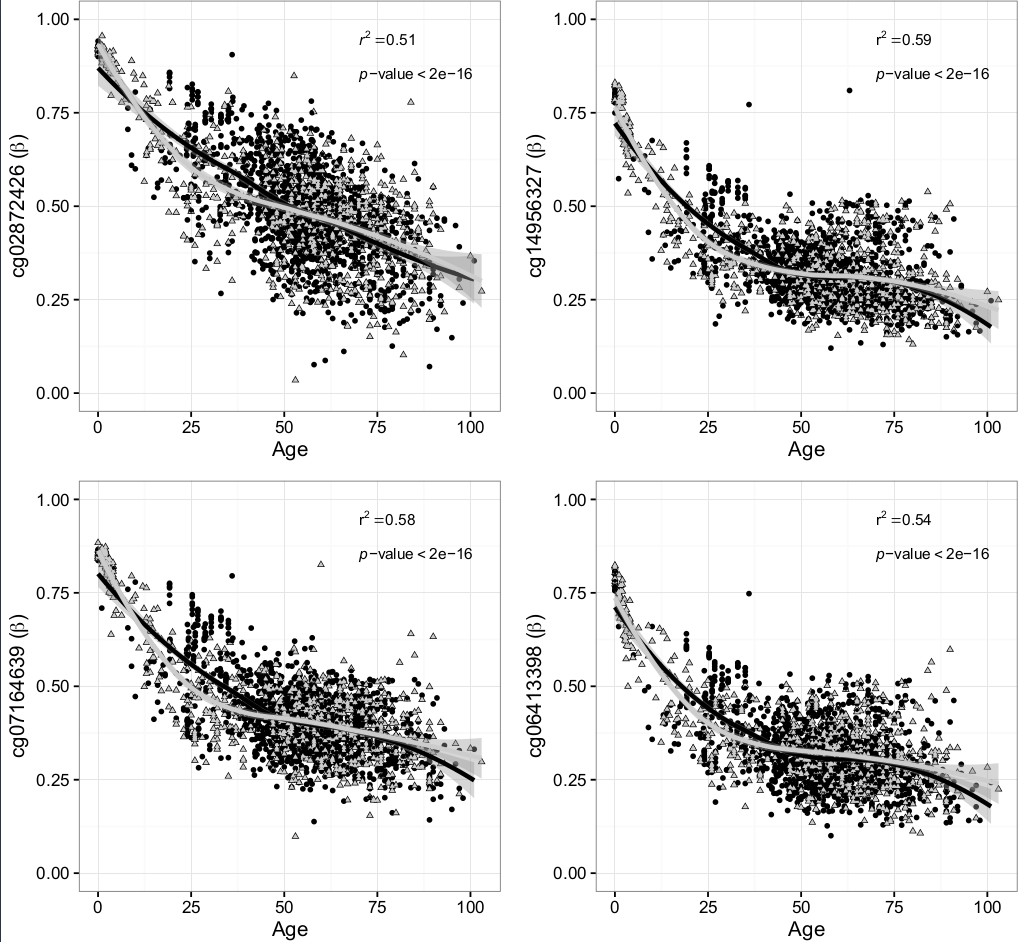 1.00
0.75
0.50
0.25
0.00
cg02872426 (β)
r² =0.51
p−value < 2e−16
0 25 50 75 100
Age
1.00
0.75
0.50
0.25
0.00
cg14956327 (β)
r² =0.59
p−value < 2e−16
0 25 50 75 100
Age
1.00
0.75
0.50
0.25
0.00
cg07164639 (β)
r² =0.58
p−value < 2e−16
0 25 50 75 100
Age
1.00
0.75
0.50
0.25
0.00
cg06413398 (β)
r² =0.54
p−value < 2e−16
0 25 50 75 100
Age